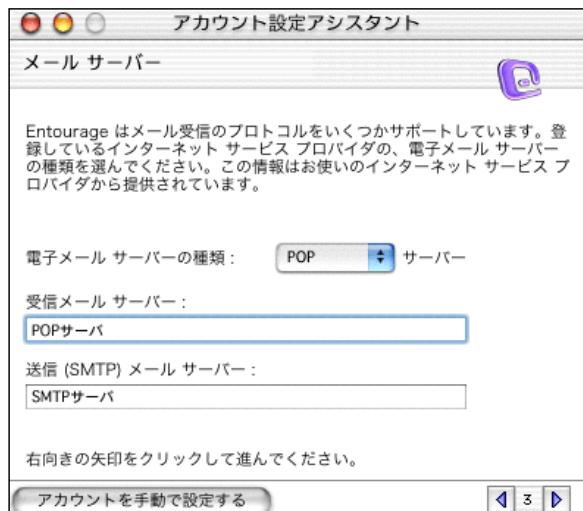 アカウント設定アシスタント
メール サーバー
Entourage はメール受信のプロトコルをいくつかサポートしています。登
録しているインターネット サービス プロバイダの、電子メール サーバー
の種類を選んでください。この情報はお使いのインターネット サービス プ
ロバイダから提供されています。
電子メール サーバーの種類： POP サーバー
受信メール サーバー：
POPサーバ
送信 (SMTP) メール サーバー：
SMTPサーバ
右向きの矢印をクリックして進んでください。
アカウントを手動で設定する 3